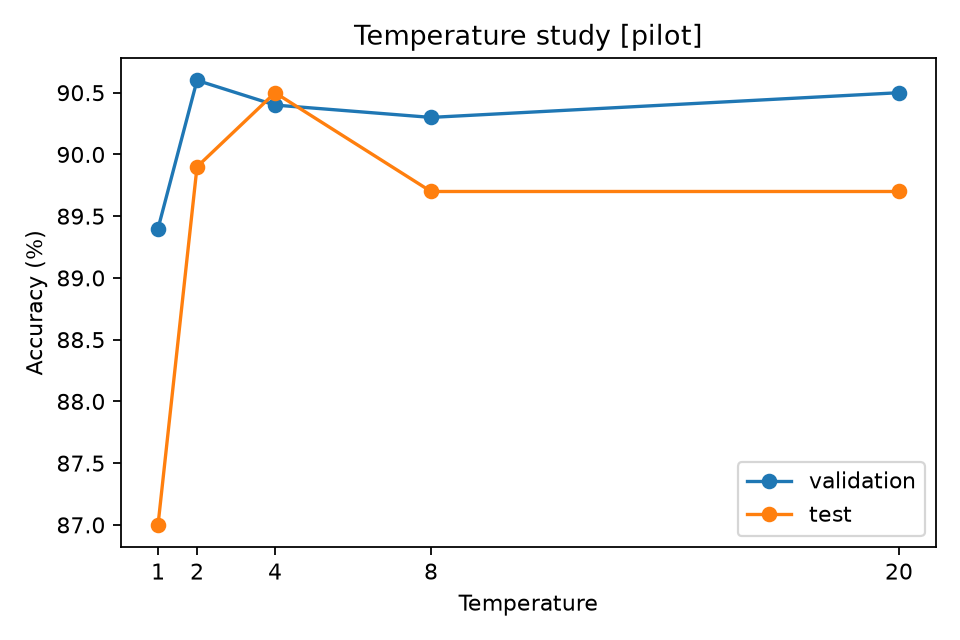 Temperature study [pilot]
Accuracy (%)
90.5
90.0
89.5
89.0
88.5
88.0
87.5
87.0
validation
test
1 2 4 8 20
Temperature